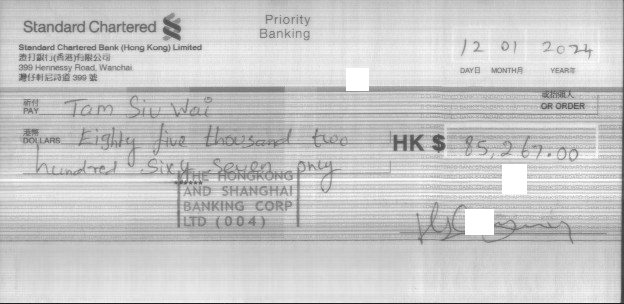 Standard Chartered
Priority
Banking
Standard Chartered Bank (Hong Kong) Limited
渣打銀行(香港)有限公司
399 Hennessy Road, Wanchai
灣仔軒尼詩道 399 號
12 01 2024
DAY日 MONTH月 YEAR年
祈付
PAY Tam Siu Wai
或指頭人
OR ORDER
港幣
DOLLARS Eighty five thousand two
hundred Sixty Seven only
HK $ 85,267.00
THE HONGKONG
AND SHANGHAI
BANKING CORP
LTD (004)